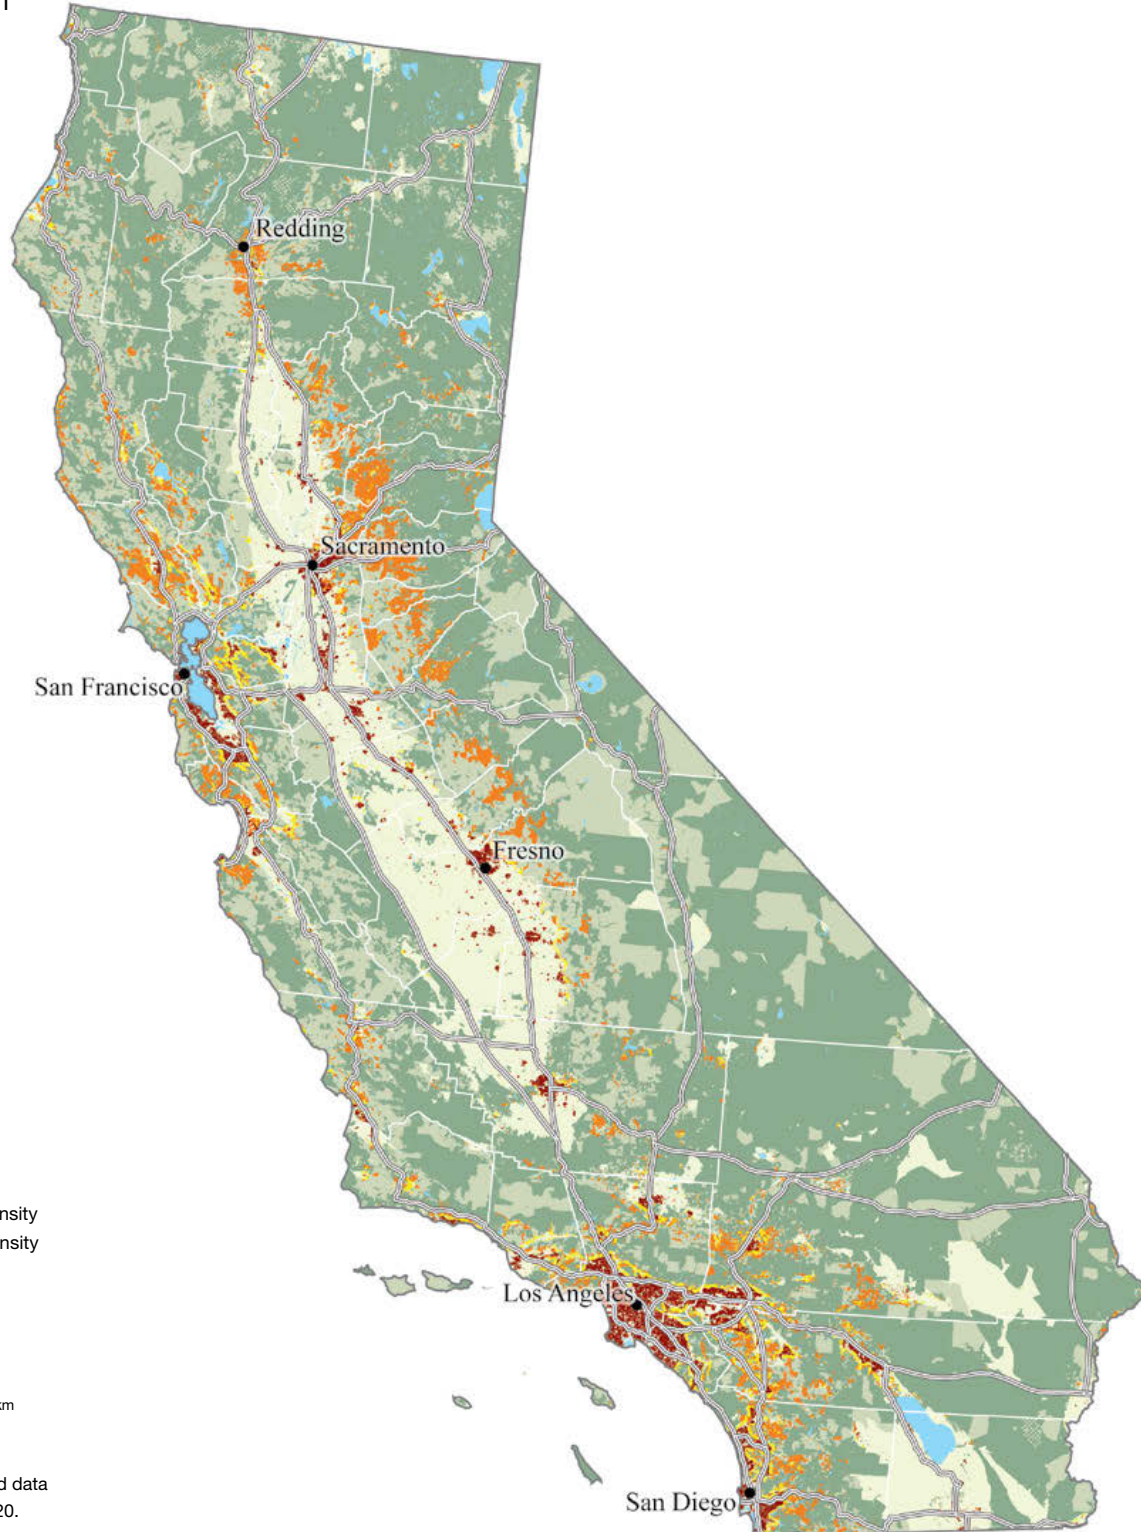 Redding
Sacramento
San Francisco
Fresno
nsity
nsity
Los Angeles
km
d data
San Diego
20.